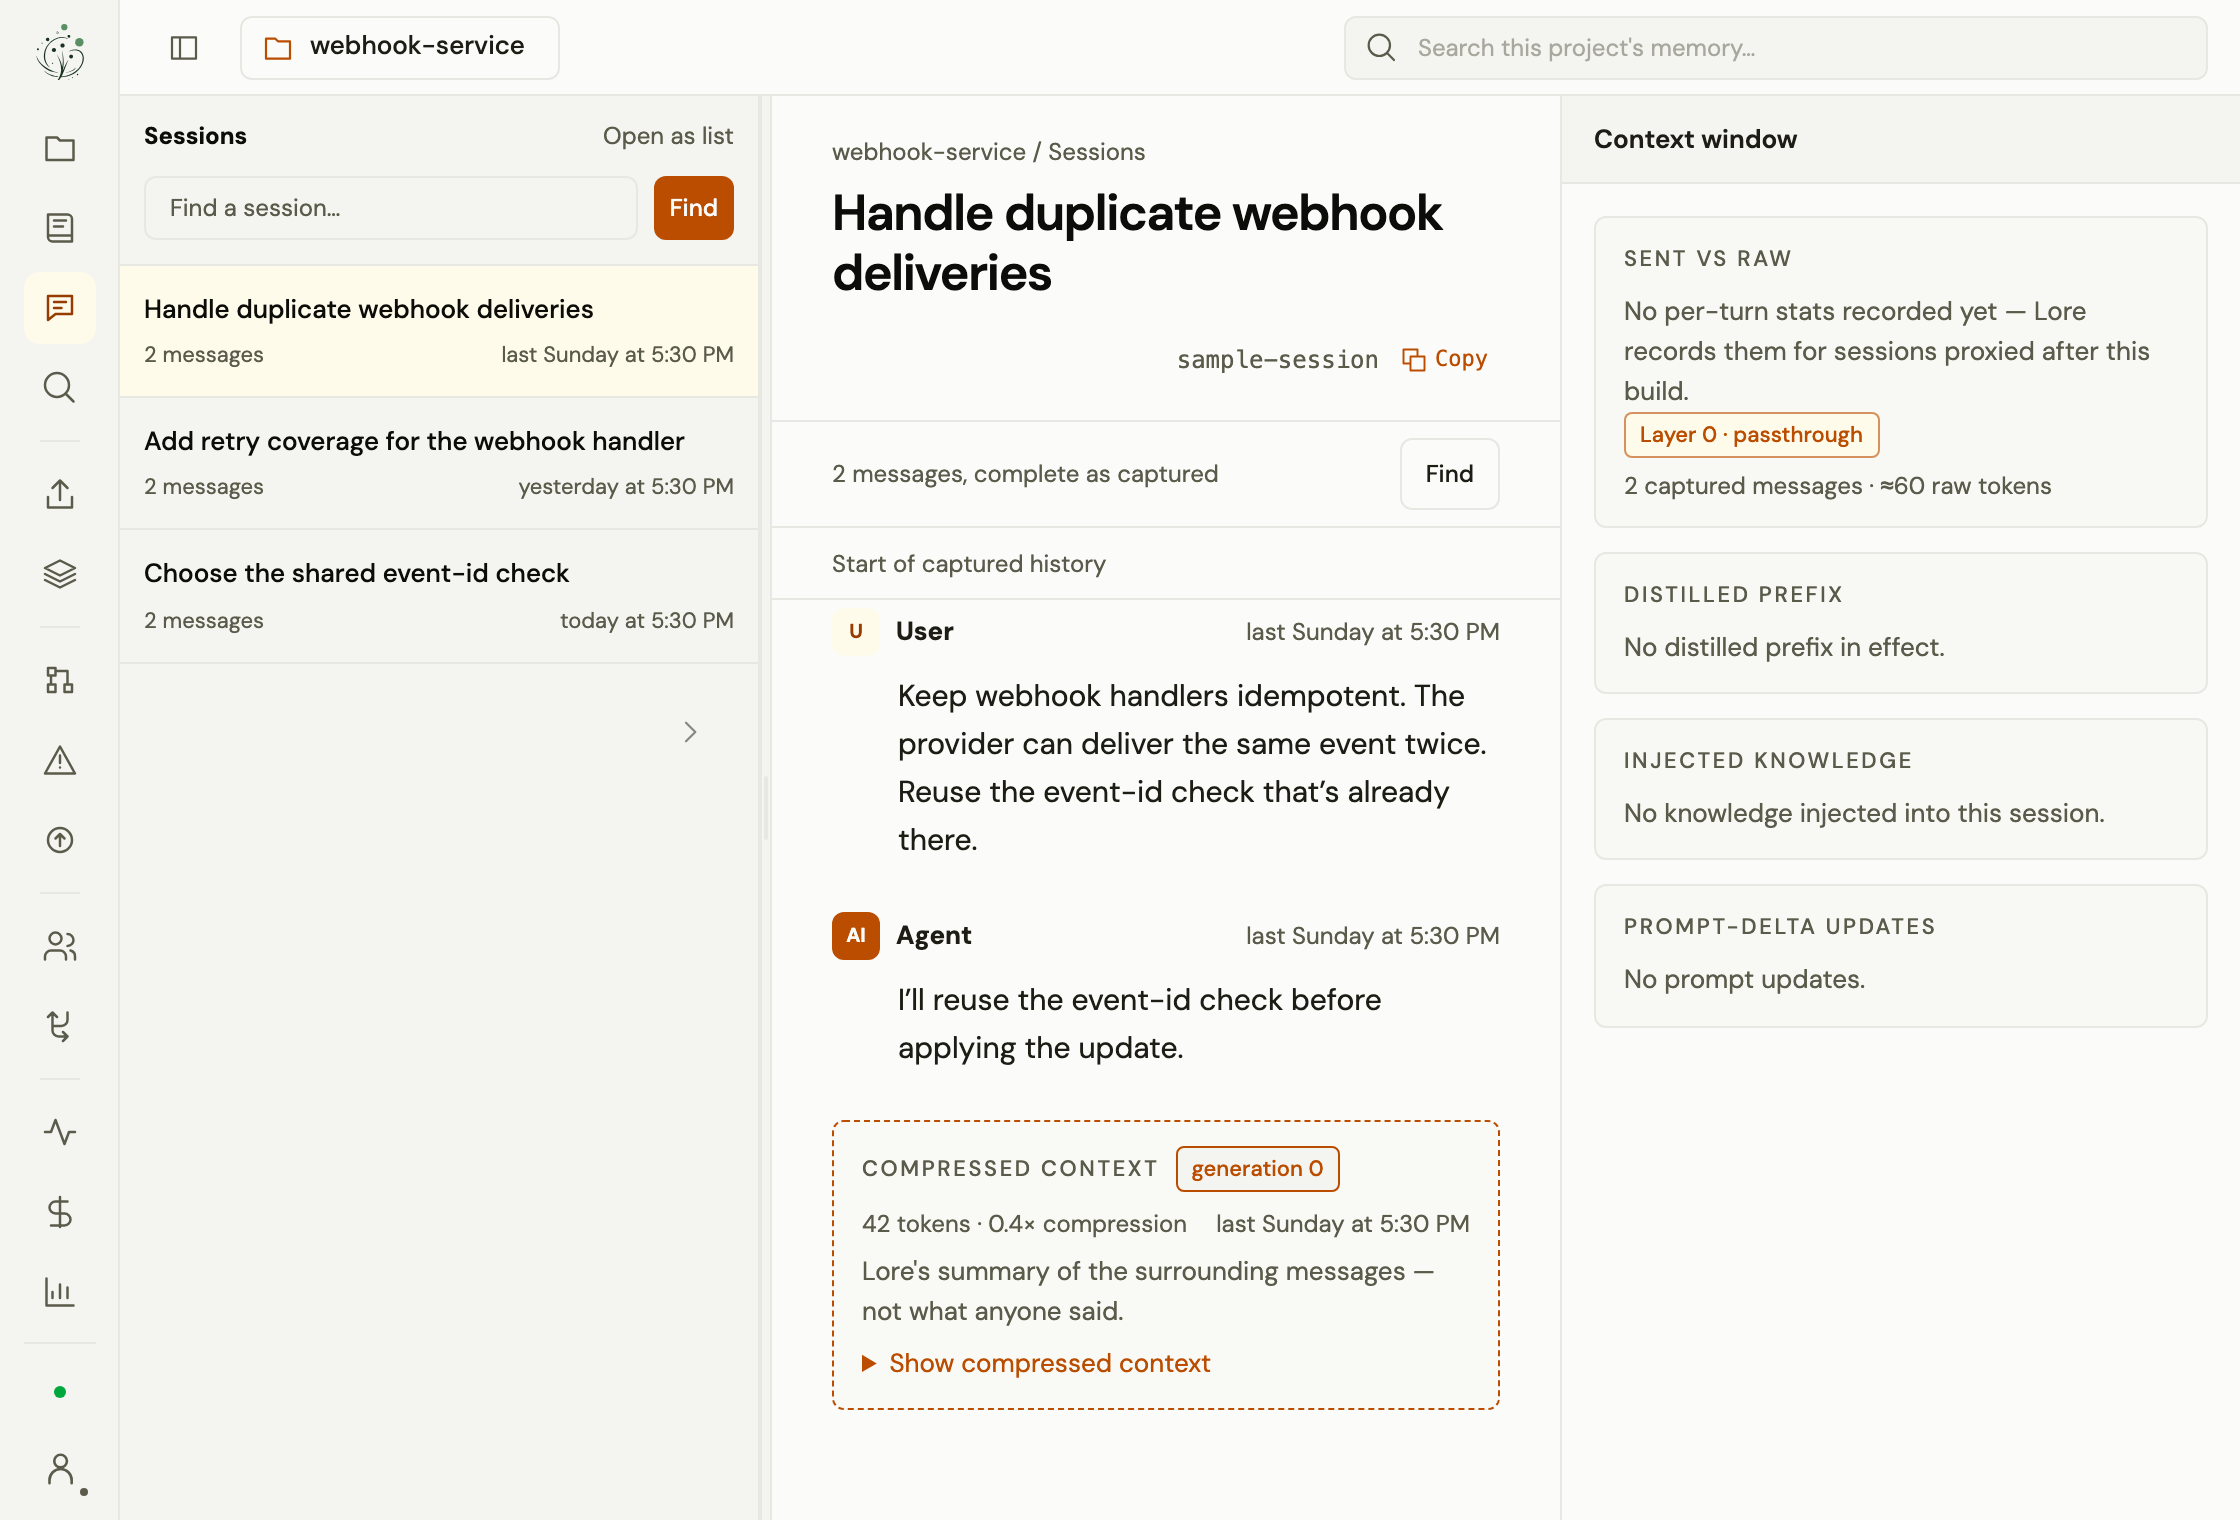 webhook-service
Search this project's memory...
Sessions
Open as list
Find a session...
Find
Handle duplicate webhook deliveries
2 messages
last Sunday at 5:30 PM
Add retry coverage for the webhook handler
2 messages
yesterday at 5:30 PM
Choose the shared event-id check
2 messages
today at 5:30 PM
webhook-service / Sessions
Handle duplicate webhook
deliveries
sample-session
Copy
2 messages, complete as captured
Find
Start of captured history
U
User
last Sunday at 5:30 PM
Keep webhook handlers idempotent. The
provider can deliver the same event twice.
Reuse the event-id check that’s already
there.
AI
Agent
last Sunday at 5:30 PM
I’ll reuse the event-id check before
applying the update.
COMPRESSED CONTEXT
generation 0
42 tokens · 0.4× compression
last Sunday at 5:30 PM
Lore's summary of the surrounding messages —
not what anyone said.
Show compressed context
Context window
SENT VS RAW
No per-turn stats recorded yet — Lore
records them for sessions proxied after this
build.
Layer 0 · passthrough
2 captured messages · ≈60 raw tokens
DISTILLED PREFIX
No distilled prefix in effect.
INJECTED KNOWLEDGE
No knowledge injected into this session.
PROMPT-DELTA UPDATES
No prompt updates.